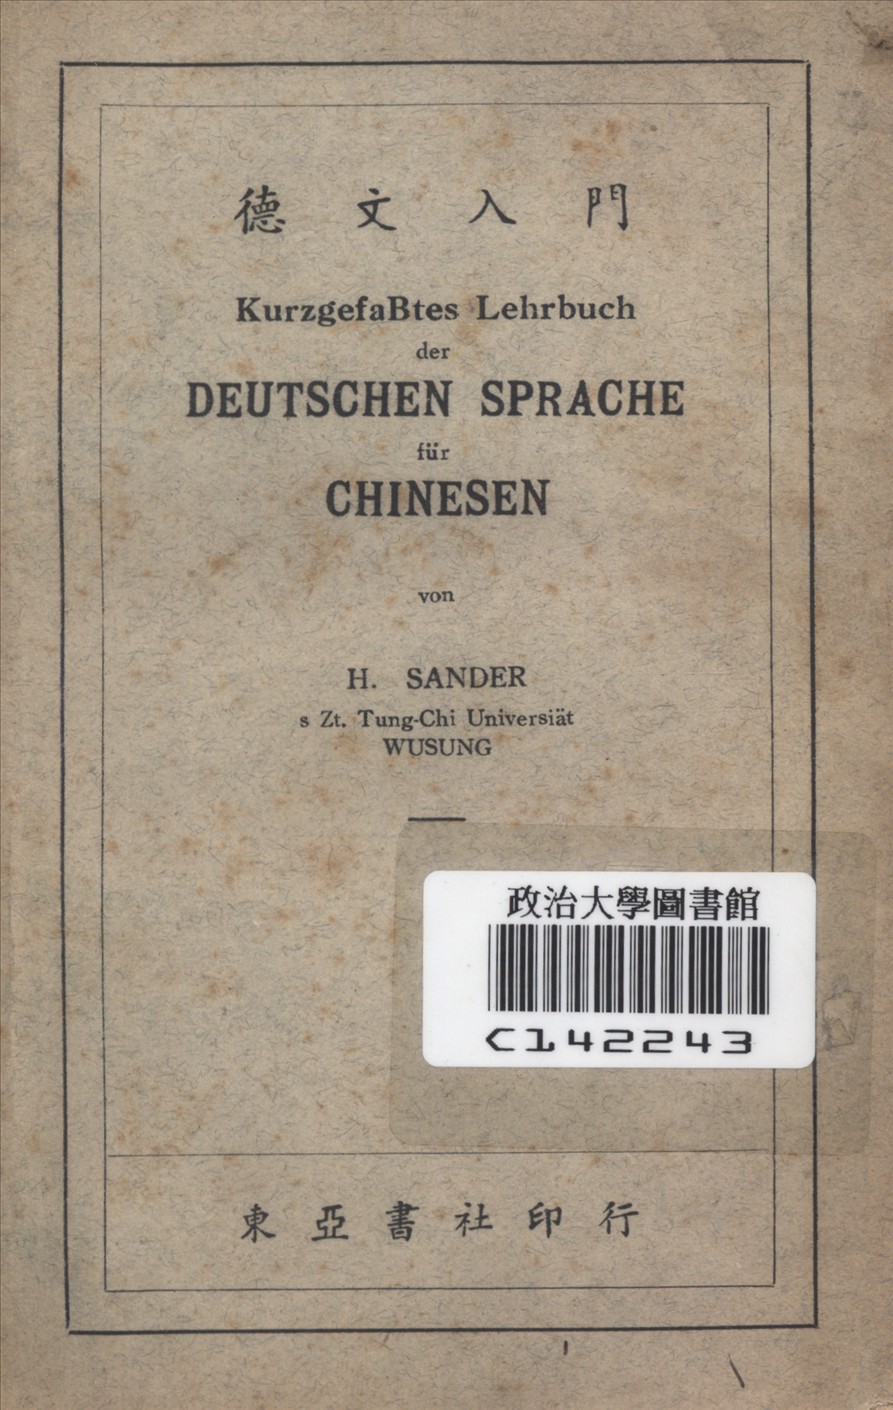 德文入門
KurzgefaBtes Lehrbuch
der
DEUTSCHEN SPRACHE
für
CHINESEN
von
H. SANDER
s Zt. Tung-Chi Universiät
WUSUNG
政治大學圖書館
C142243
東亞書社印行